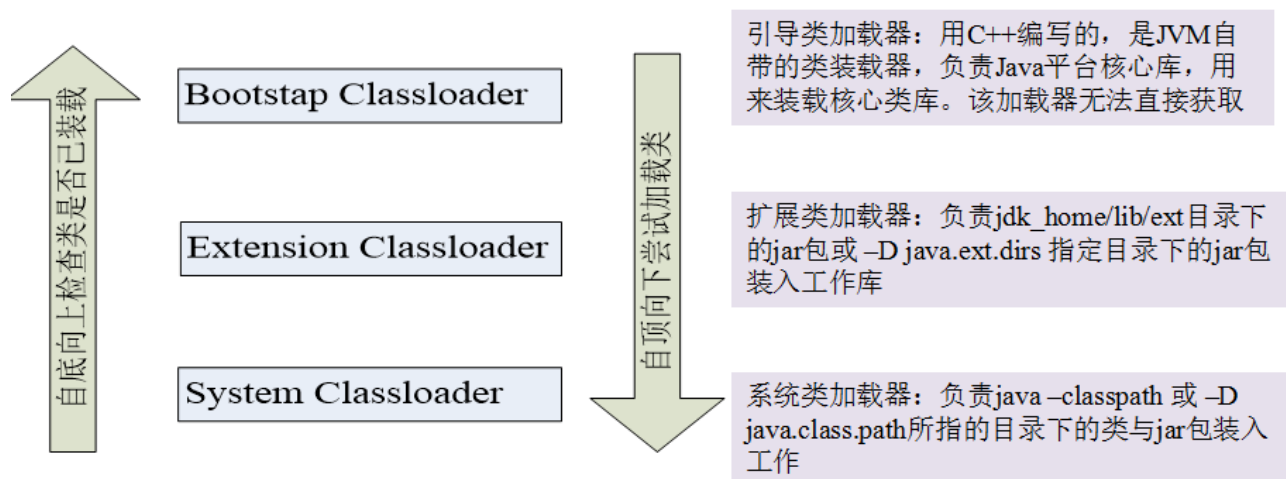 自底向上检查类是否已装载
Bootstap Classloader
Extension Classloader
System Classloader
自顶向下尝试加载类
引导类加载器：用C++编写的，是JVM自
带的类装载器，负责Java平台核心库，用
来装载核心类库。该加载器无法直接获取
扩展类加载器：负责jdk_home/lib/ext目录下
的jar包或 –D java.ext.dirs 指定目录下的jar包
装入工作库
系统类加载器：负责java –classpath 或 –D
java.class.path所指的目录下的类与jar包装入
工作